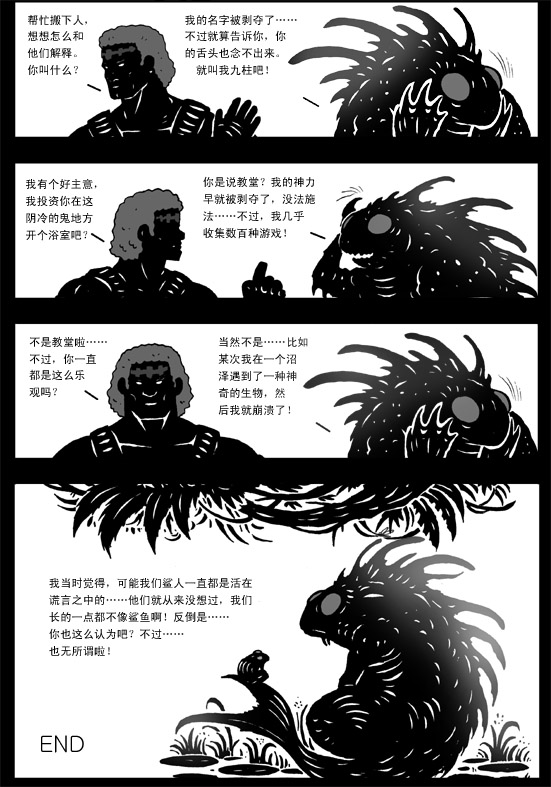 帮忙搬下人，
想想怎么和
他们解释。
你叫什么？
我的名字被剥夺了……
不过就算告诉你，你
的舌头也念不出来。
就叫我九柱吧！
我有个好主意，
我投资你在这
阴冷的鬼地方
开个浴室吧？
你是说教堂？我的神力
早就被剥夺了，没法施
法……不过，我几乎
收集数百种游戏！
不是教堂啦……
不过，你一直
都是这么乐
观吗？
当然不是……比如
某次我在一个沼
泽遇到了一种神
奇的生物，然
后我就崩溃了！
我当时觉得，可能我们鲨人一直都是活在
谎言之中的……他们就从来没想过，我们
长的一点都不像鲨鱼啊！反倒是……
你也这么认为吧？不过……
也无所谓啦！
END